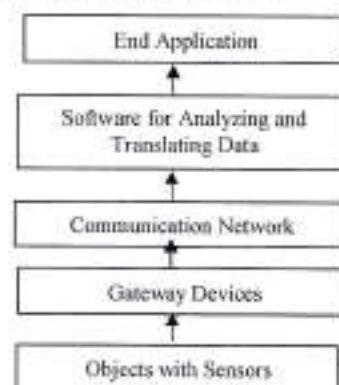 End Application
Software for Analyzing and
Translating Data
Communication Network
Gateway Devices
Objects with Sensors